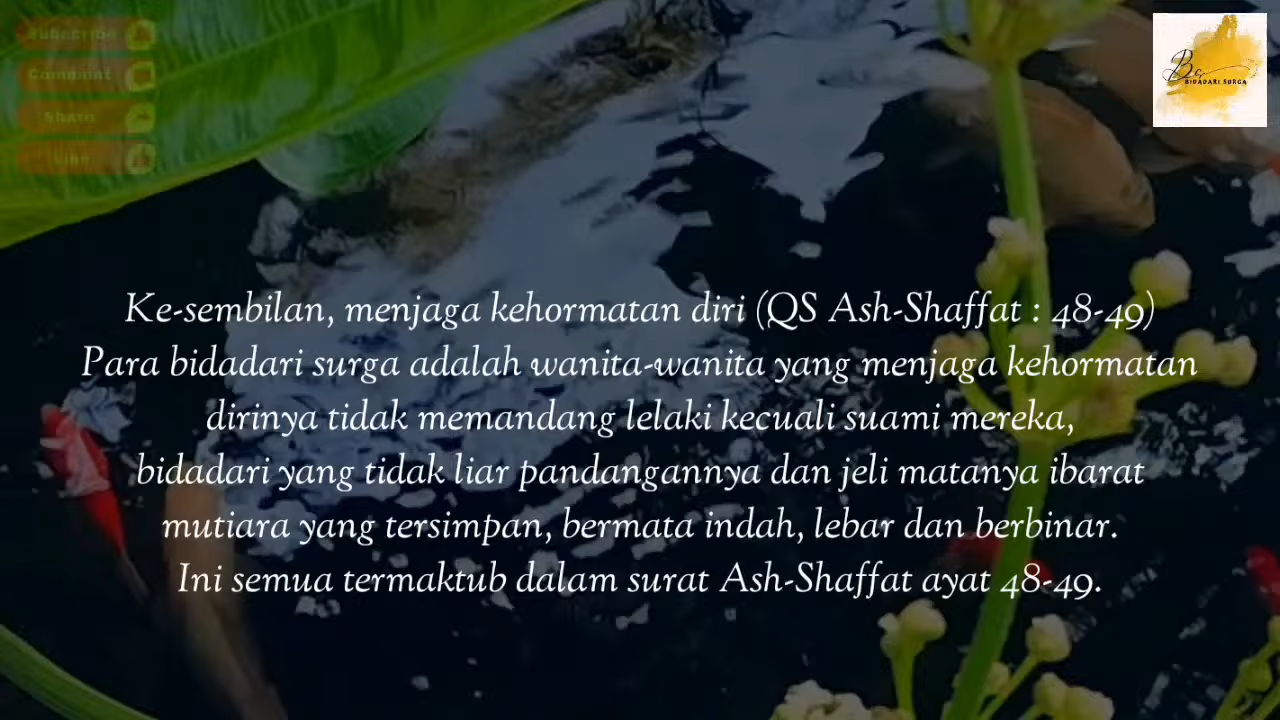 Subscribe
Comment
Share
Like
Bs
BIDADARI SURGA
Ke-sembilan, menjaga kehormatan diri (QS Ash-Shaffat : 48-49)
Para bidadari surga adalah wanita-wanita yang menjaga kehormatan
dirinya tidak memandang lelaki kecuali suami mereka,
bidadari yang tidak liar pandangannya dan jeli matanya ibarat
mutiara yang tersimpan, bermata indah, lebar dan berbinar.
Ini semua termaktub dalam surat Ash-Shaffat ayat 48-49.